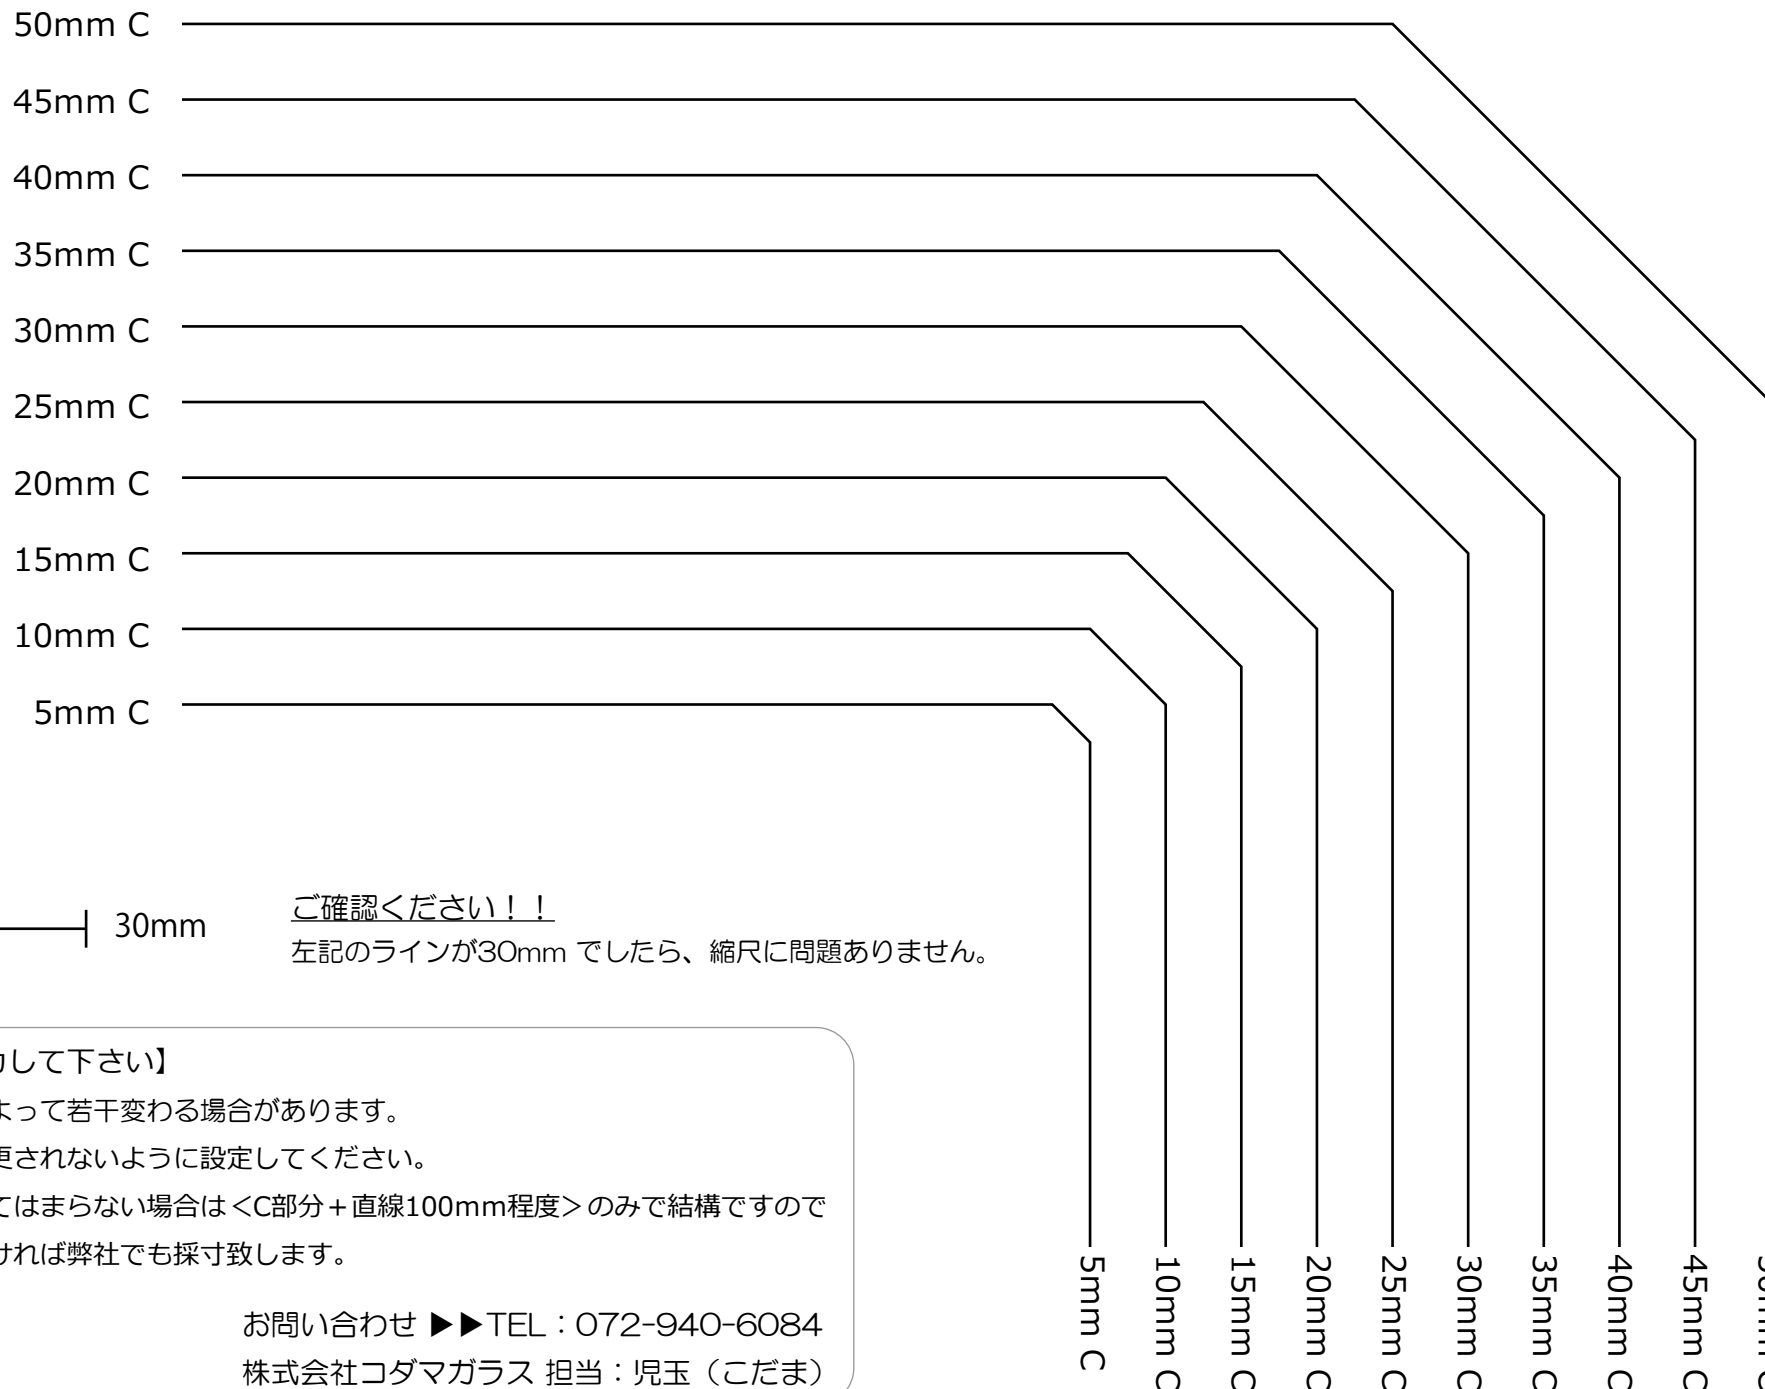 50mm C
45mm C
40mm C
35mm C
30mm C
25mm C
20mm C
15mm C
10mm C
5mm C
30mm
ご確認ください！！
左記のラインが30mm でしたら、縮尺に問題ありません。
して下さい】
よって若干変わる場合があります。
更されないように設定してください。
てはまらない場合は＜C部分＋直線100mm程度＞のみで結構ですので
ければ弊社でも採寸致します。
お問い合わせ ▶▶TEL：072-940-6084
株式会社コダマガラス 担当：児玉（こだま）
5mm C
10mm C
15mm C
20mm C
25mm C
30mm C
35mm C
40mm C
45mm C